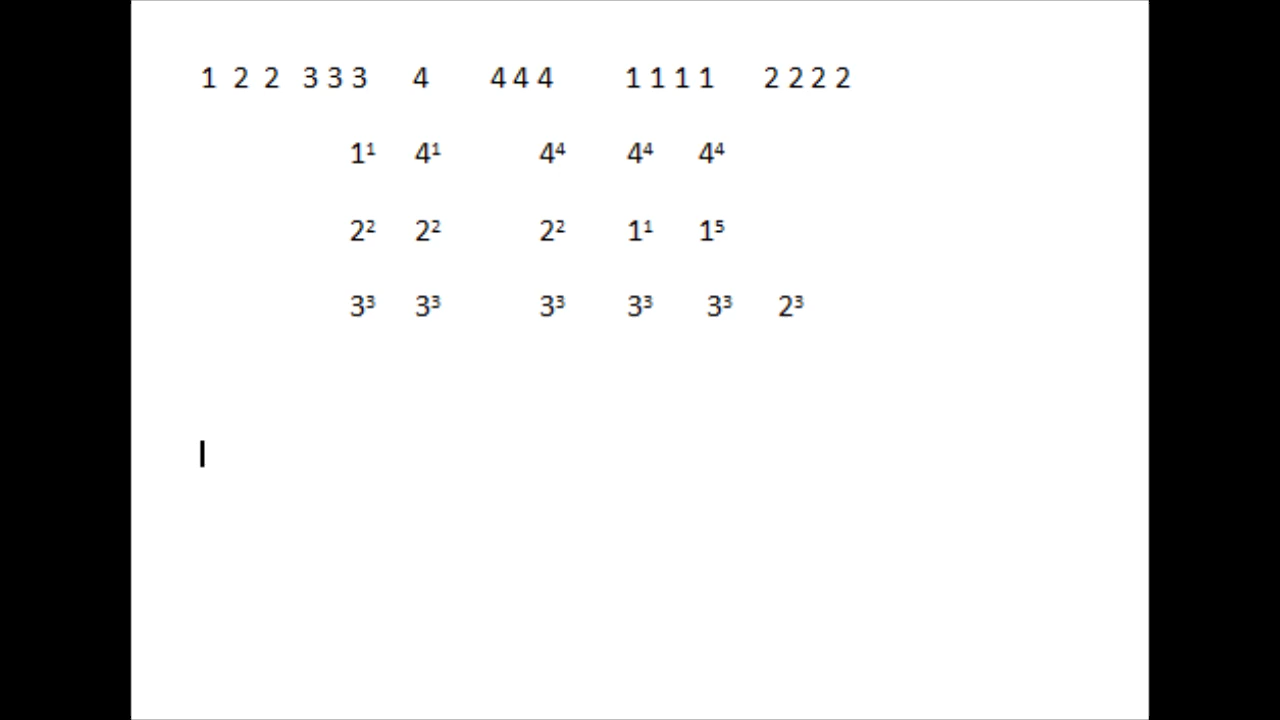 1 2 2 3 3 3 4 4 4 4 1 1 1 1 2 2 2 2
1¹ 4¹ 4⁴ 4⁴ 4⁴
2² 2² 2² 1¹ 1⁵
3³ 3³ 3³ 3³ 3³ 2³